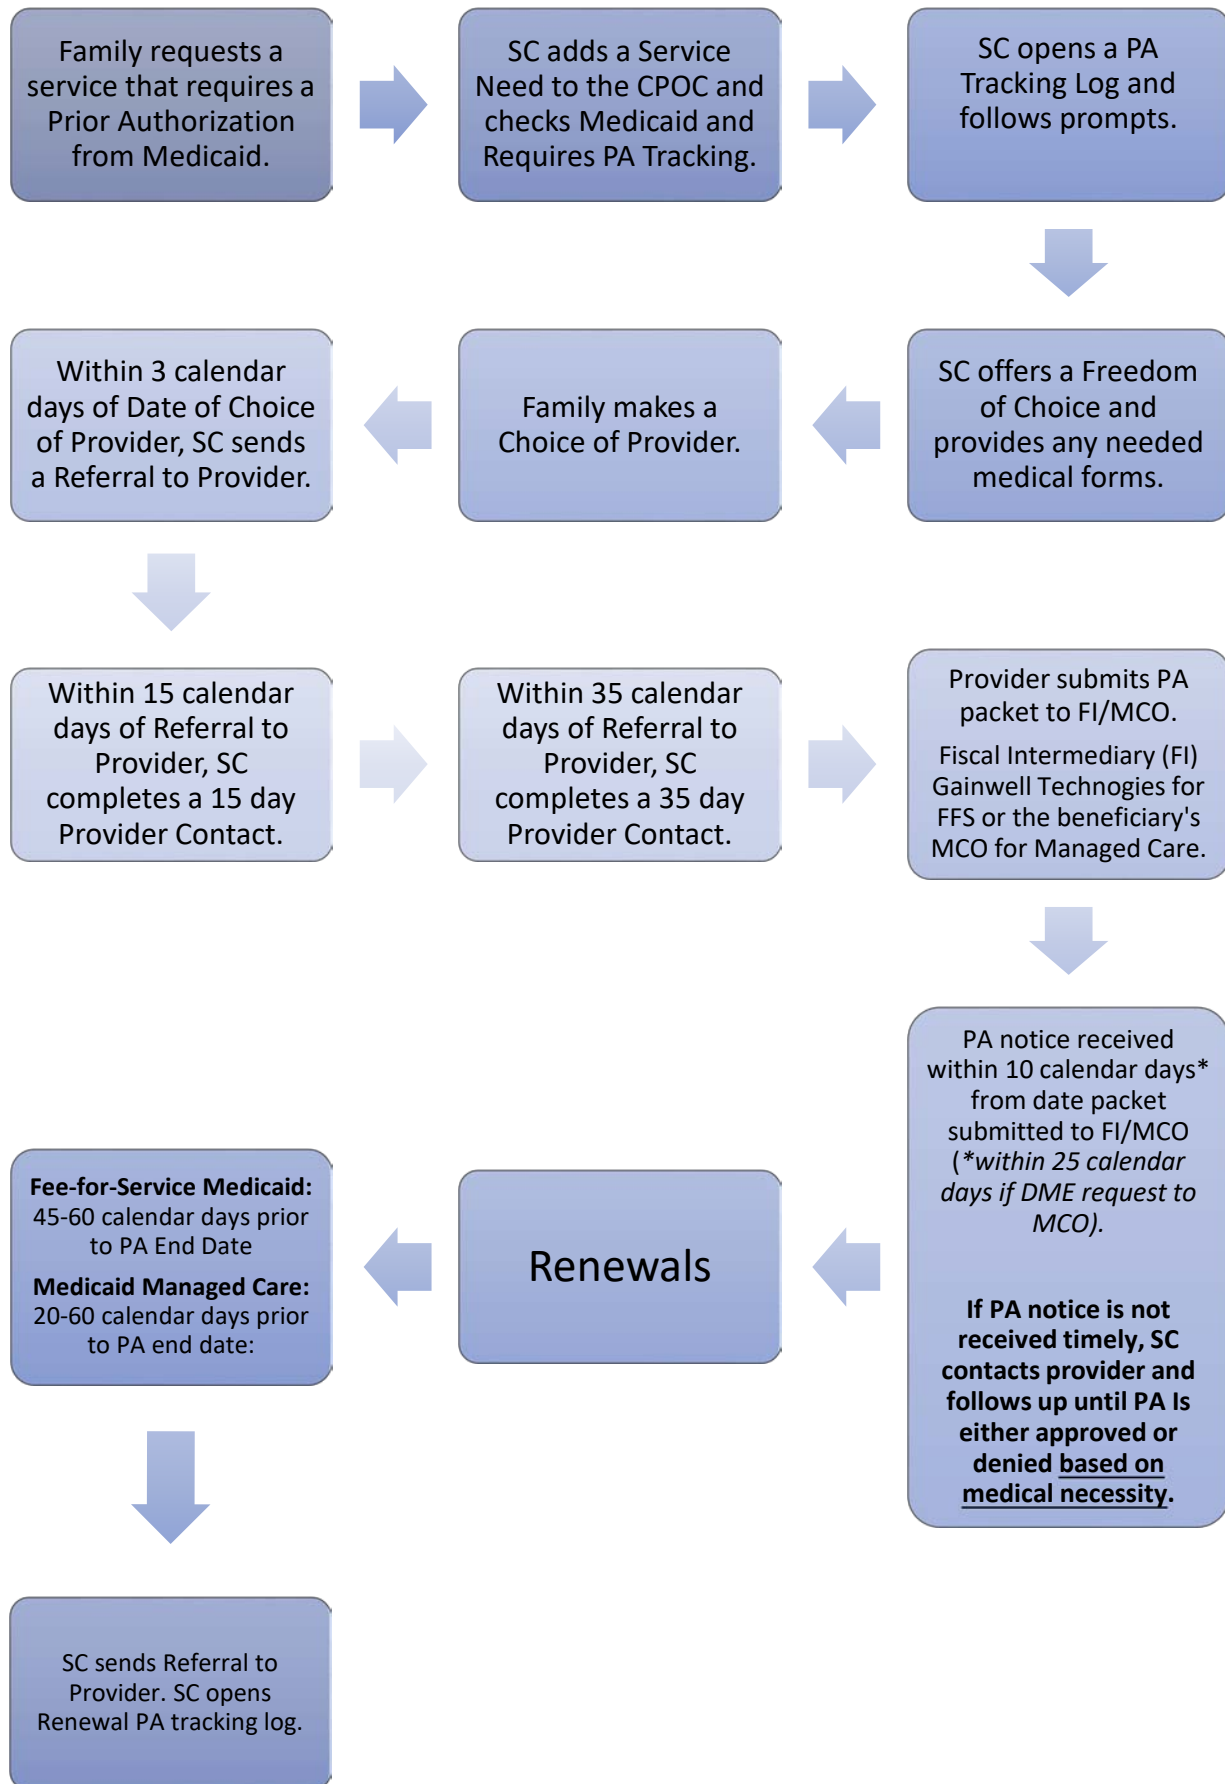 Family requests a
service that requires a
Prior Authorization
from Medicaid.
SC adds a Service
Need to the CPOC and
checks Medicaid and
Requires PA Tracking.
SC opens a PA
Tracking Log and
follows prompts.
SC offers a Freedom
of Choice and
provides any needed
medical forms.
Family makes a
Choice of Provider.
Within 3 calendar
days of Date of Choice
of Provider, SC sends
a Referral to Provider.
Within 15 calendar
days of Referral to
Provider, SC
completes a 15 day
Provider Contact.
Within 35 calendar
days of Referral to
Provider, SC
completes a 35 day
Provider Contact.
Provider submits PA
packet to FI/MCO.
Fiscal Intermediary (FI)
Gainwell Technogies for
FFS or the beneficiary's
MCO for Managed Care.
PA notice received
within 10 calendar days*
from date packet
submitted to FI/MCO
(*within 25 calendar
days if DME request to
MCO).
If PA notice is not
received timely, SC
contacts provider and
follows up until PA Is
either approved or
denied based on
medical necessity.
Renewals
Fee-for-Service Medicaid:
45-60 calendar days prior
to PA End Date
Medicaid Managed Care:
20-60 calendar days prior
to PA end date:
SC sends Referral to
Provider. SC opens
Renewal PA tracking log.